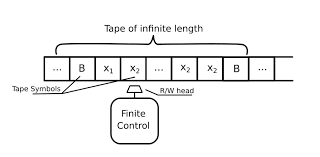 Tape of infinite length
... B x₁ x₂ ... x₂ x₂ B ...
Tape Symbols
R/W head
Finite
Control